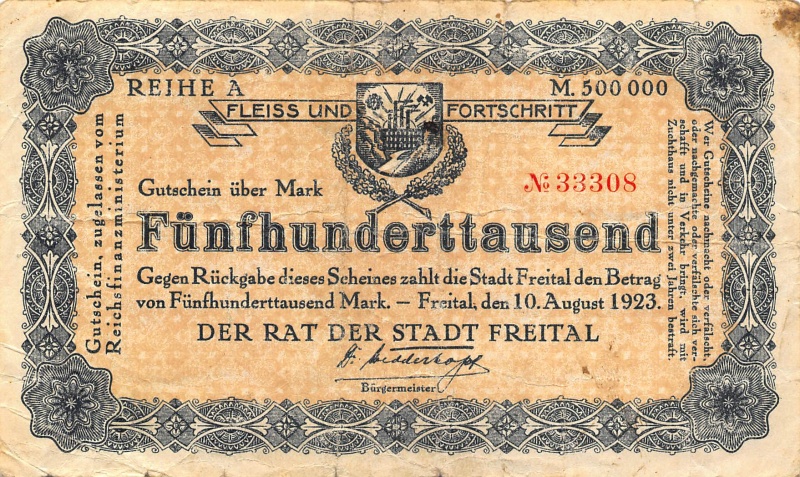 REIHE A
M. 500 000
FLEISS UND FORTSCHRITT
Gutschein über Mark
№ 33308
Fünfhunderttausend
Gegen Rückgabe dieses Scheines zahlt die Stadt Freital den Betrag
von Fünfhunderttausend Mark. – Freital, den 10. August 1923.
DER RAT DER STADT FREITAL
Dr. Wedderkopf
Bürgermeister
Gutschein, zugelassen vom
Reichsfinanzministerium
Wer Gutscheine nachmacht oder verfälscht
oder nachgemachte oder verfälschte sich ver-
schafft und in Verkehr bringt, wird mit
Zuchthaus nicht unter zwei Jahren bestraft.